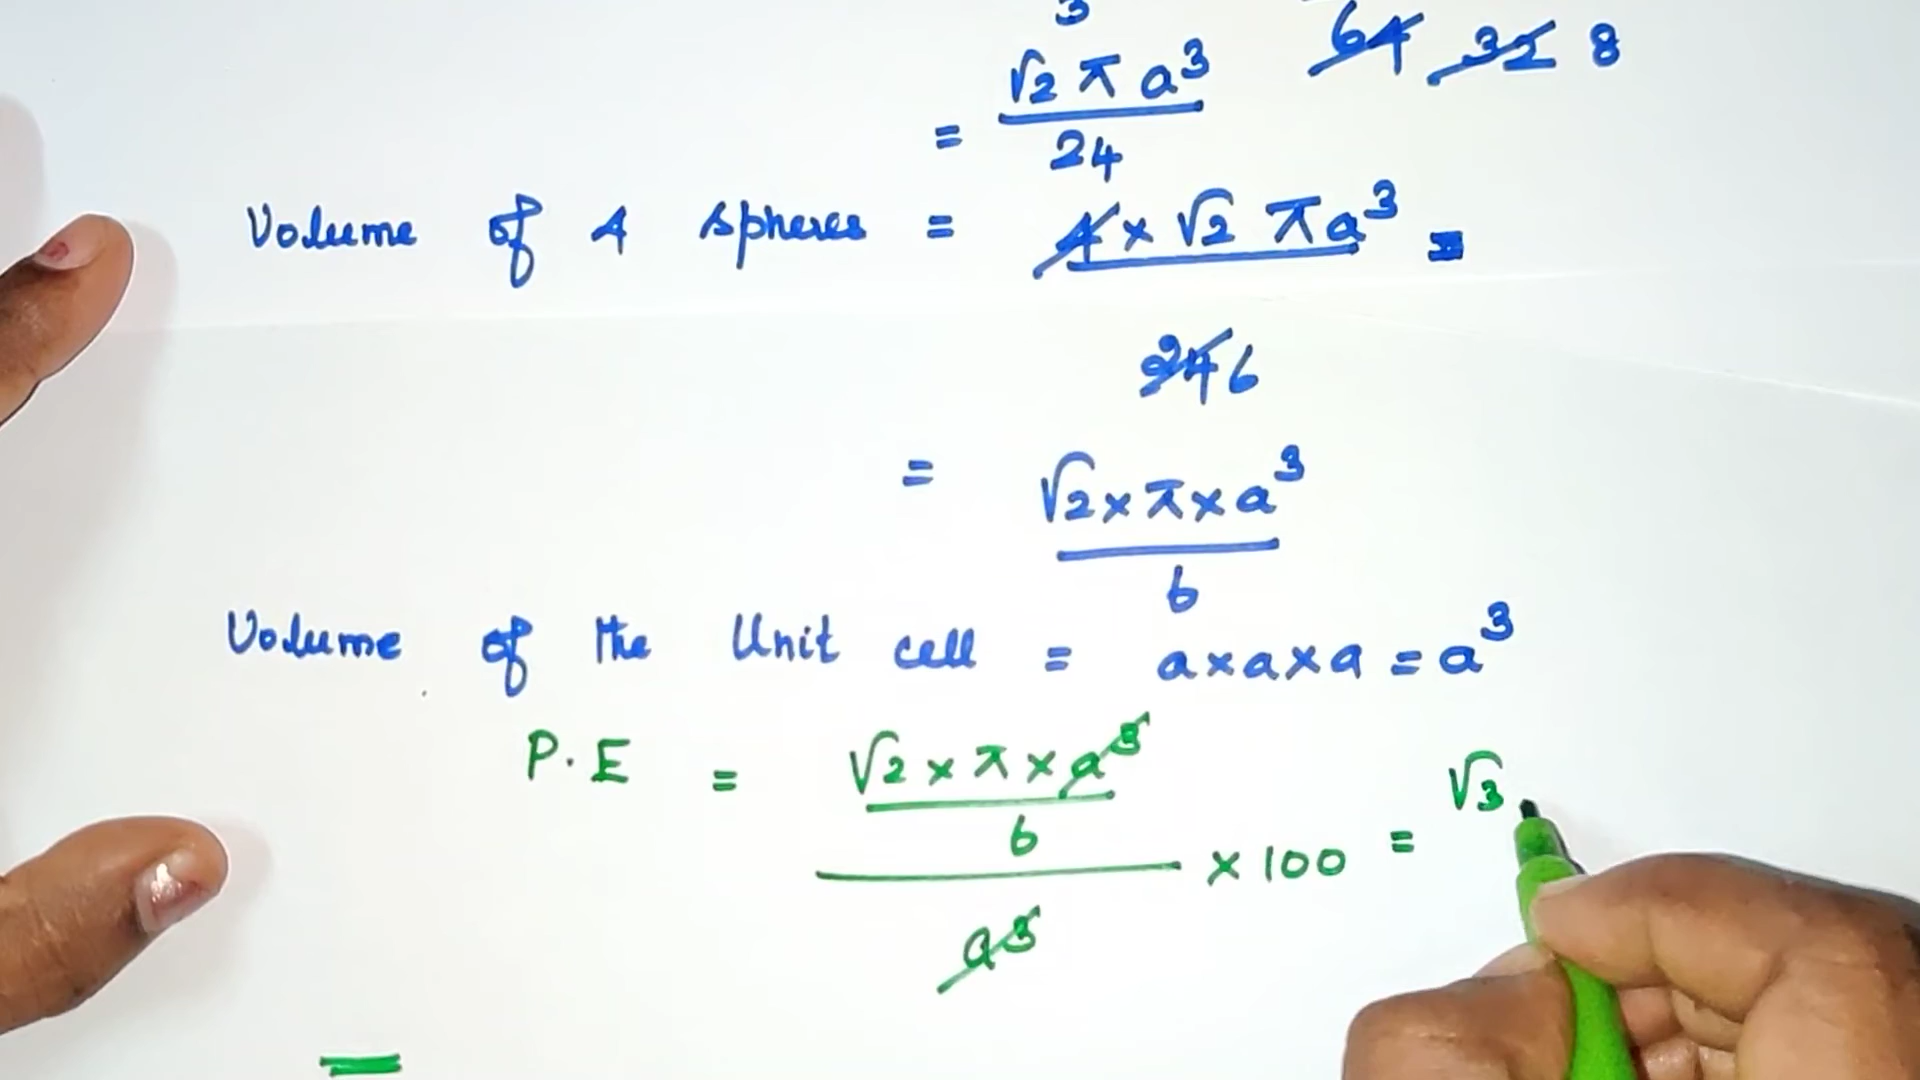 3
64 32 8
= √2 π a³
24
Volume of 4 spheres = 4 × √2 π a³ =
24 6
= √2 × π × a³
6
Volume of the Unit cell = a × a × a = a³
P.E = √2 × π × a³
6
× 100 = √3
a³